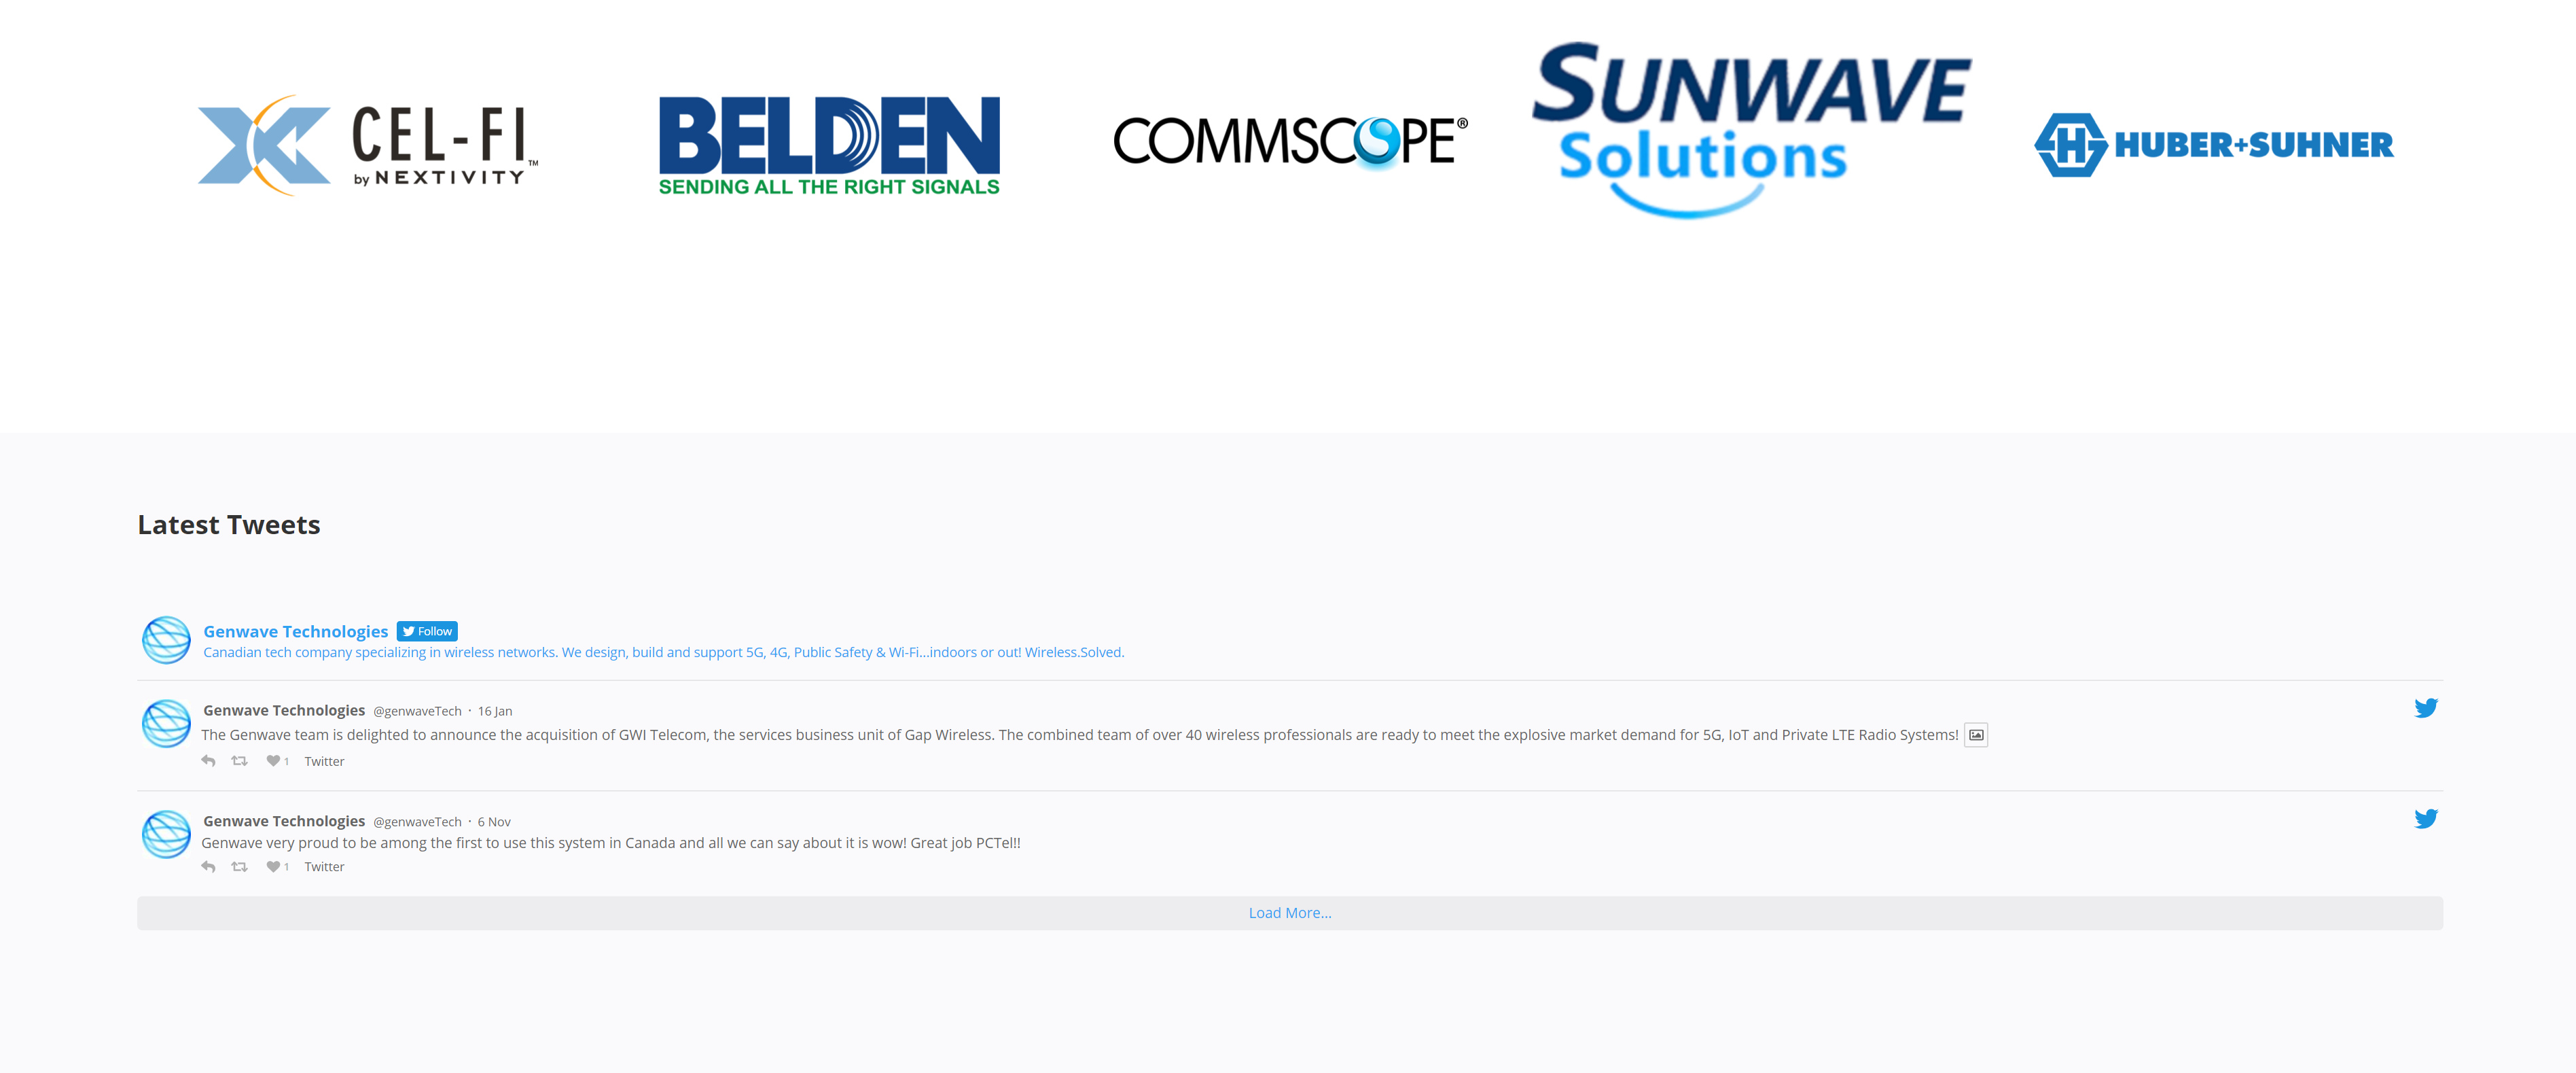 CEL-FI™
by NEXTIVITY
BELDEN
SENDING ALL THE RIGHT SIGNALS
COMMSCOPE®
SUNWAVE
Solutions
HUBER+SUHNER
Latest Tweets
Genwave Technologies Follow
Canadian tech company specializing in wireless networks. We design, build and support 5G, 4G, Public Safety & Wi-Fi...indoors or out! Wireless.Solved.
Genwave Technologies @genwaveTech · 16 Jan
The Genwave team is delighted to announce the acquisition of GWI Telecom, the services business unit of Gap Wireless. The combined team of over 40 wireless professionals are ready to meet the explosive market demand for 5G, IoT and Private LTE Radio Systems!
1 Twitter
Genwave Technologies @genwaveTech · 6 Nov
Genwave very proud to be among the first to use this system in Canada and all we can say about it is wow! Great job PCTel!!
1 Twitter
Load More...